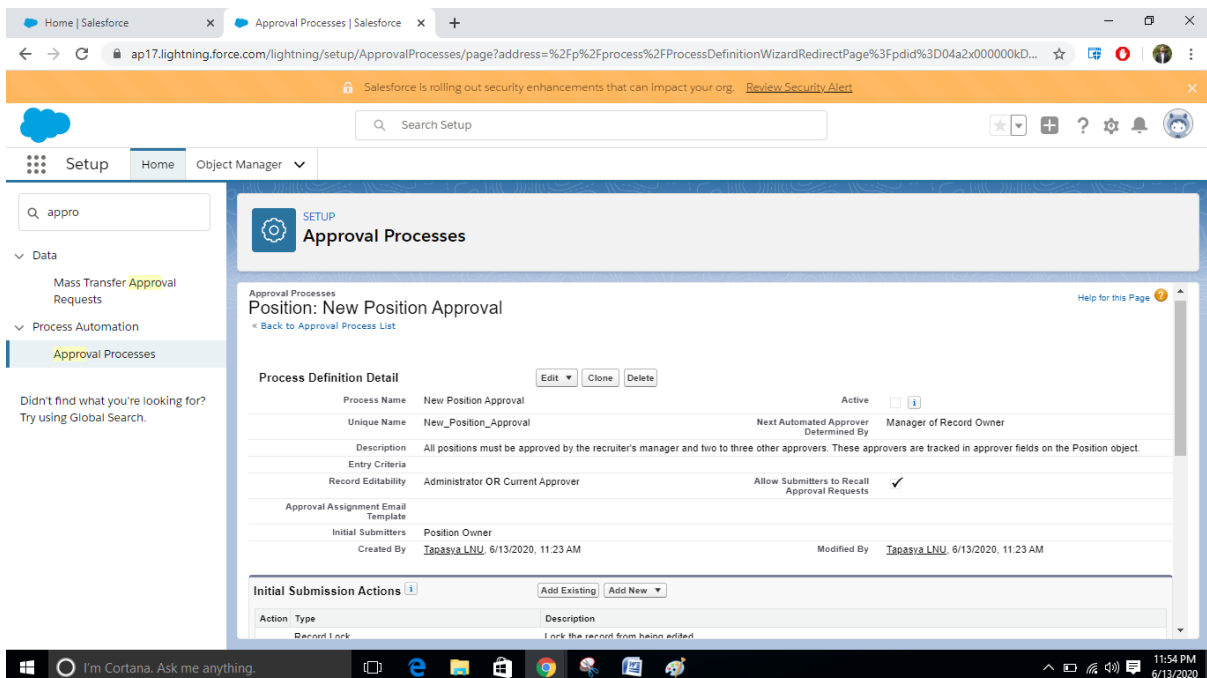 Home | Salesforce
Approval Processes | Salesforce
ap17.lightning.force.com/lightning/setup/ApprovalProcesses/page?address=%2Fp%2Fprocess%2FProcessDefinitionWizardRedirectPage%3Fpdid%3D04a2x000000kD...
Salesforce is rolling out security enhancements that can impact your org. Review Security Alert
Search Setup
Setup Home Object Manager
appro
SETUP
Approval Processes
Data
Mass Transfer Approval
Requests
Process Automation
Approval Processes
Didn't find what you're looking for?
Try using Global Search.
Approval Processes
Position: New Position Approval
« Back to Approval Process List
Help for this Page
Process Definition Detail Edit Clone Delete
Process Name New Position Approval Active
Unique Name New_Position_Approval Next Automated Approver Determined By Manager of Record Owner
Description All positions must be approved by the recruiter's manager and two to three other approvers. These approvers are tracked in approver fields on the Position object.
Entry Criteria
Record Editability Administrator OR Current Approver Allow Submitters to Recall Approval Requests
Approval Assignment Email Template
Initial Submitters Position Owner
Created By Tapasya LNU, 6/13/2020, 11:23 AM Modified By Tapasya LNU, 6/13/2020, 11:23 AM
Initial Submission Actions Add Existing Add New
Action Type Description
Record Lock Lock the record from being edited
I'm Cortana. Ask me anything.
11:54 PM
6/13/2020